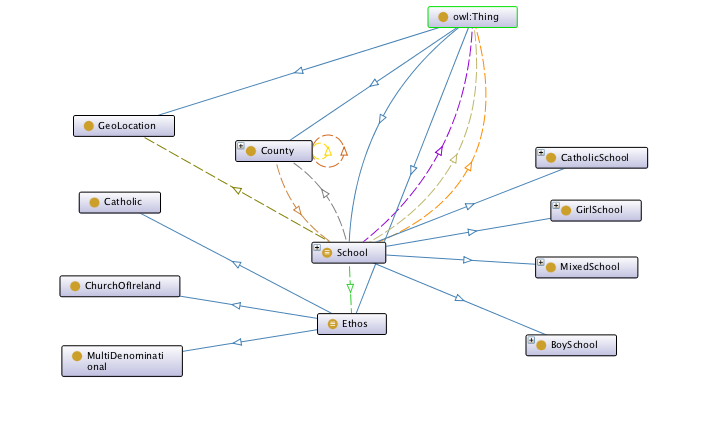 owl:Thing
GeoLocation
County
CatholicSchool
Catholic
GirlSchool
School
MixedSchool
ChurchOfIreland
Ethos
MultiDenominati
onal
BoySchool